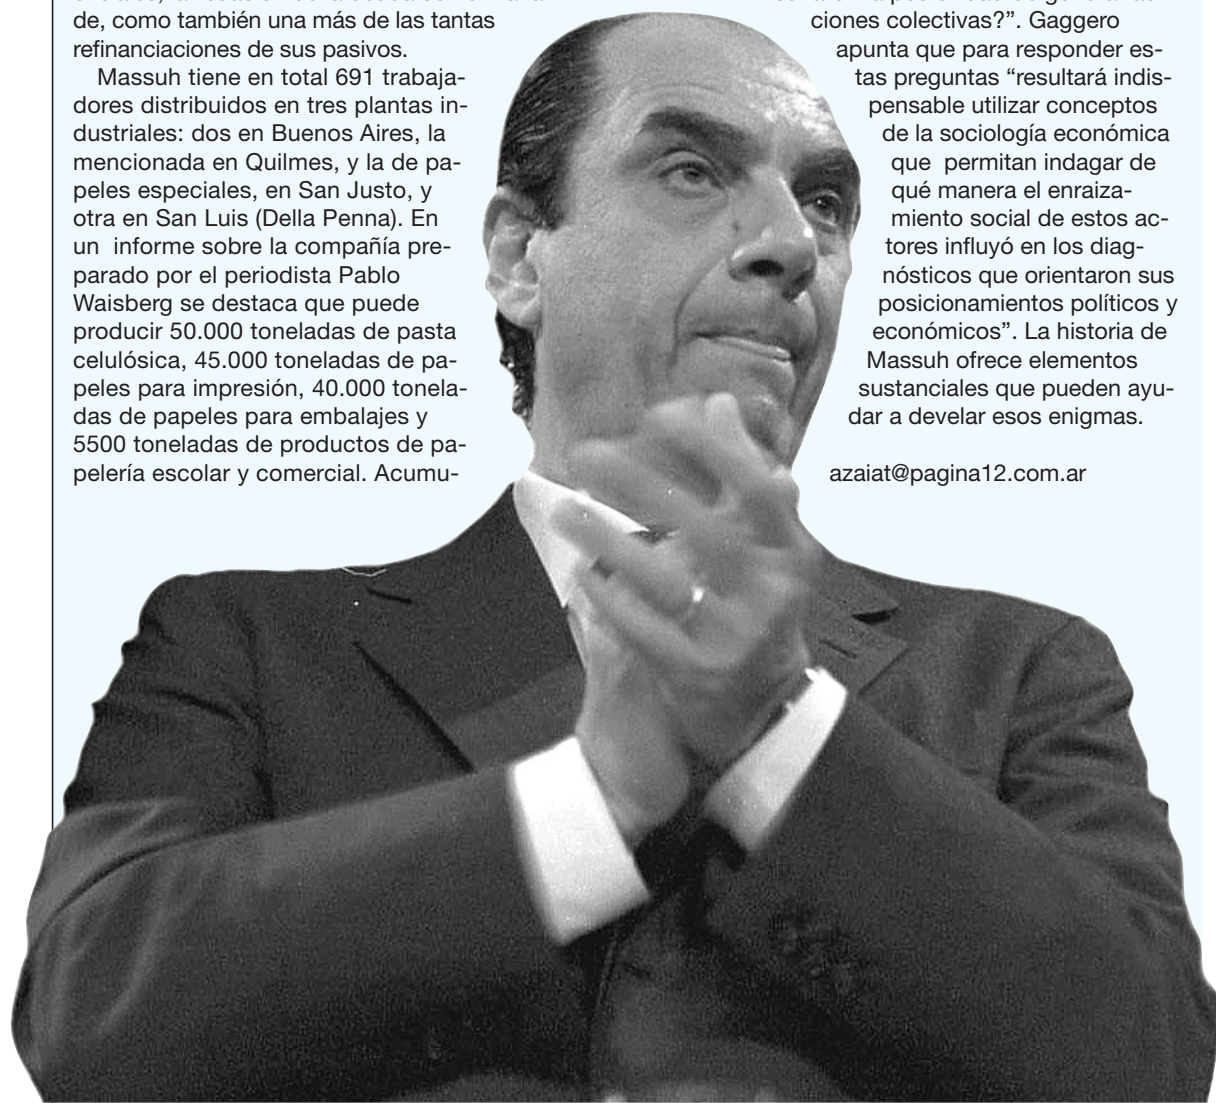 de, como también una más de las tantas
refinanciaciones de sus pasivos.
Massuh tiene en total 691 trabaja-
dores distribuidos en tres plantas in-
dustriales: dos en Buenos Aires, la
mencionada en Quilmes, y la de pa-
peles especiales, en San Justo, y
otra en San Luis (Della Penna). En
un informe sobre la compañía pre-
parado por el periodista Pablo
Waisberg se destaca que puede
producir 50.000 toneladas de pasta
celulósica, 45.000 toneladas de pa-
peles para impresión, 40.000 tonela-
das de papeles para embalajes y
5500 toneladas de productos de pa-
pelería escolar y comercial. Acumu-
ciones colectivas?”. Gaggero
apunta que para responder es-
tas preguntas “resultará indis-
pensable utilizar conceptos
de la sociología económica
que permitan indagar de
qué manera el enraiza-
miento social de estos ac-
tores influyó en los diag-
nósticos que orientaron sus
posicionamientos políticos y
económicos”. La historia de
Massuh ofrece elementos
sustanciales que pueden ayu-
dar a develar esos enigmas.
azaiat@pagina12.com.ar